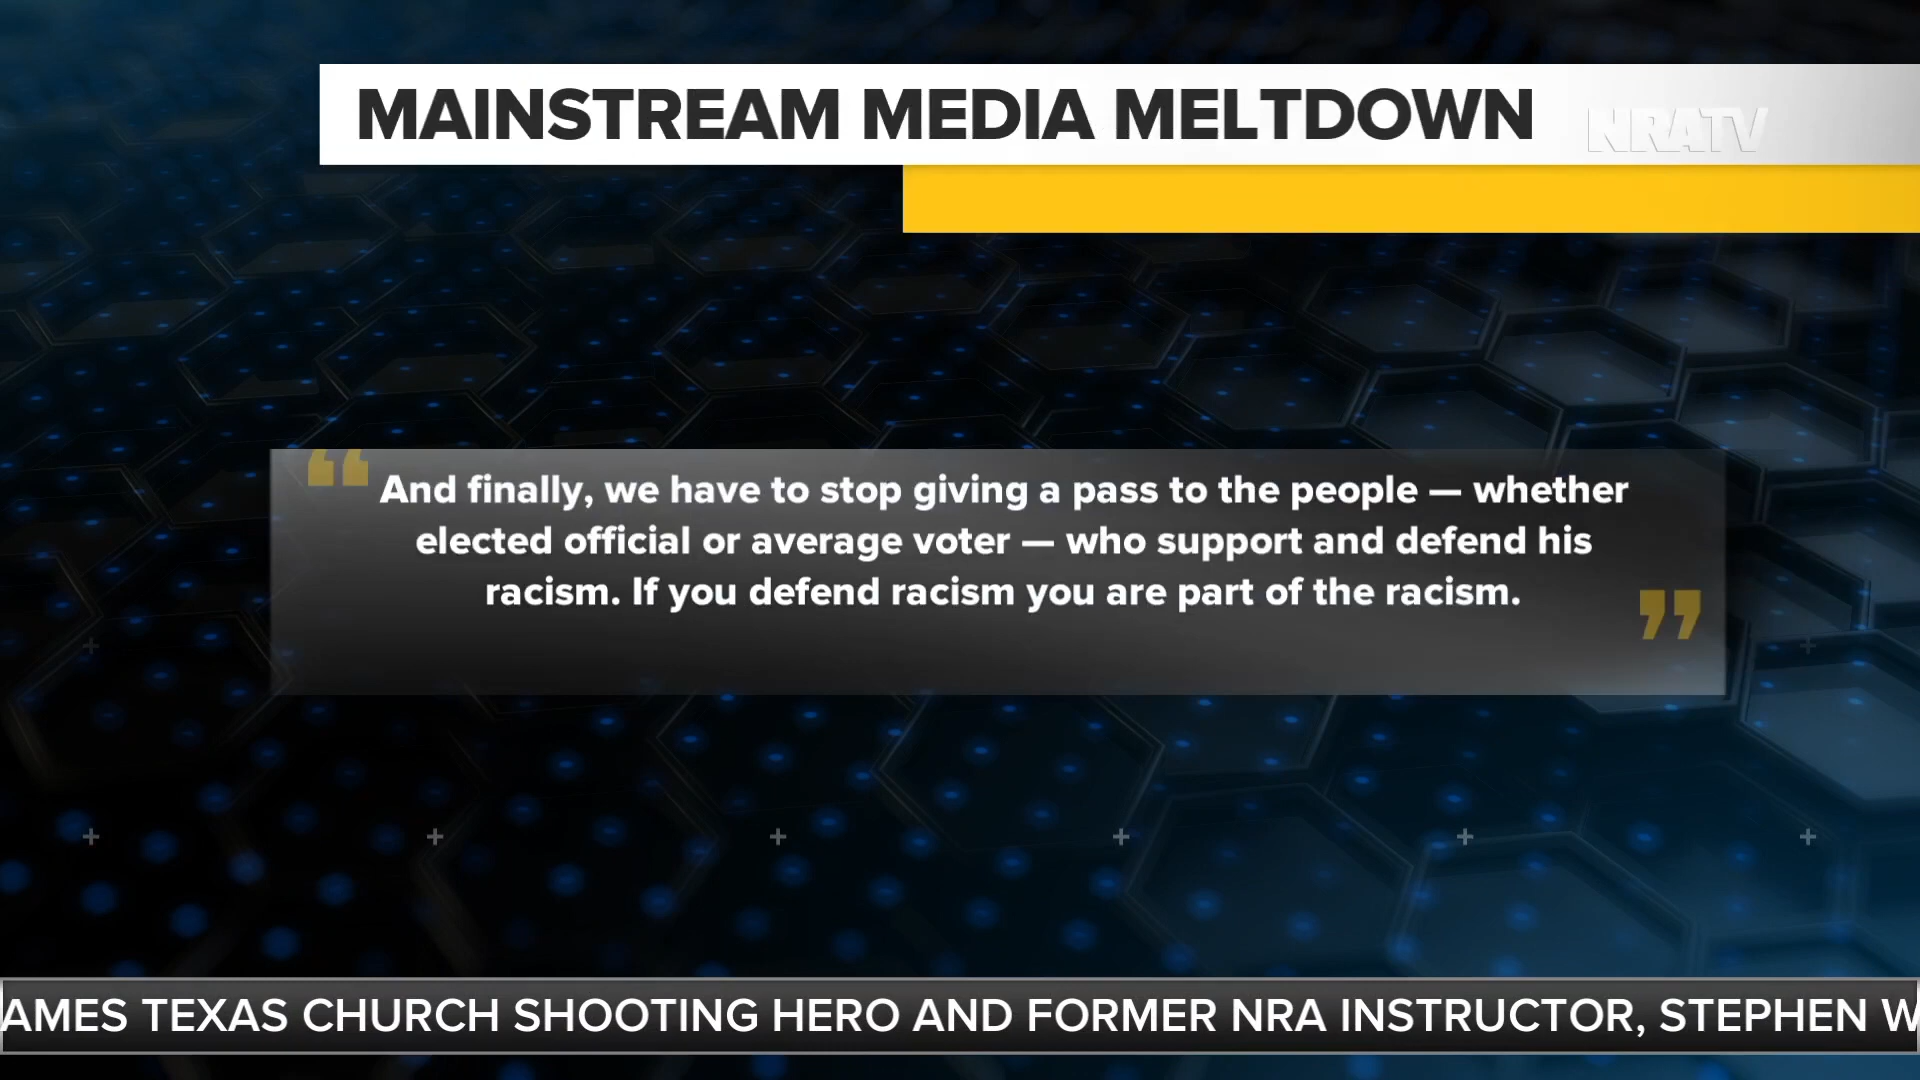 MAINSTREAM MEDIA MELTDOWN
NRATV
“And finally, we have to stop giving a pass to the people — whether
elected official or average voter — who support and defend his
racism. If you defend racism you are part of the racism.”
TEXAS CHURCH SHOOTING HERO AND FORMER NRA INSTRUCTOR, STEPHEN